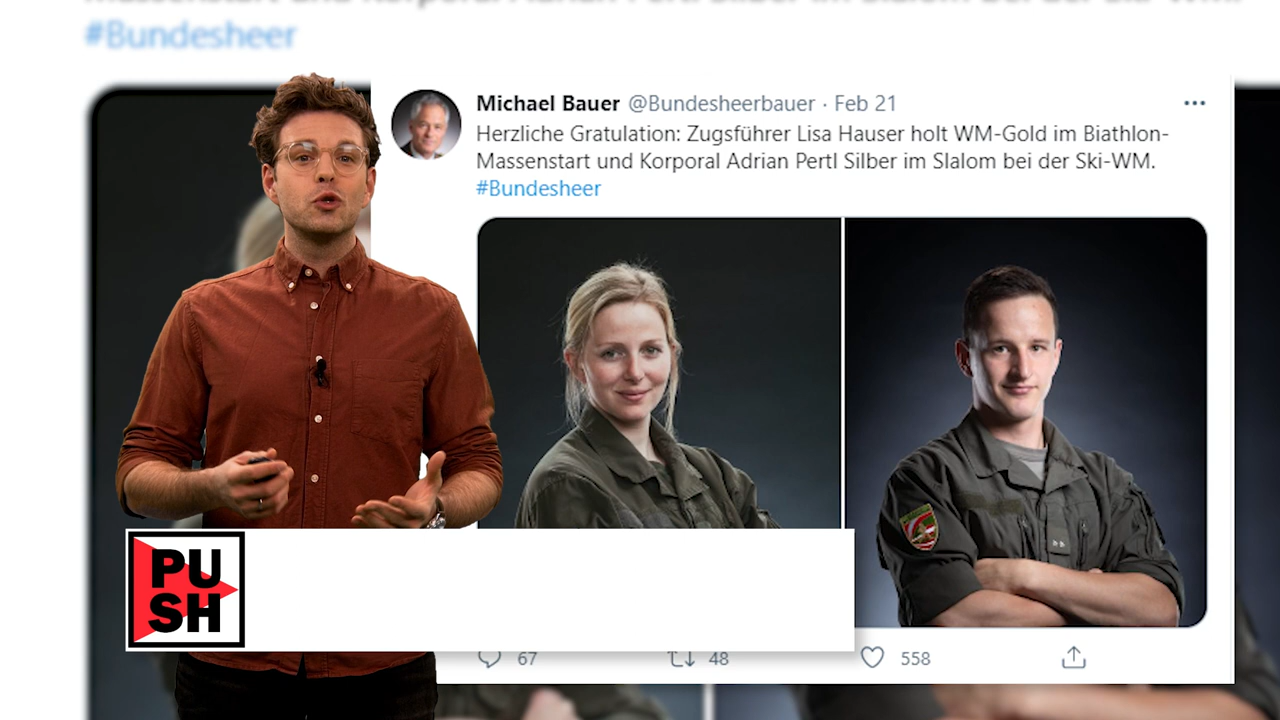 #Bundesheer
Michael Bauer @Bundesheerbauer · Feb 21
Herzliche Gratulation: Zugsführer Lisa Hauser holt WM-Gold im Biathlon-
Massenstart und Korporal Adrian Pertl Silber im Slalom bei der Ski-WM.
#Bundesheer
PU
SH
67
48
558